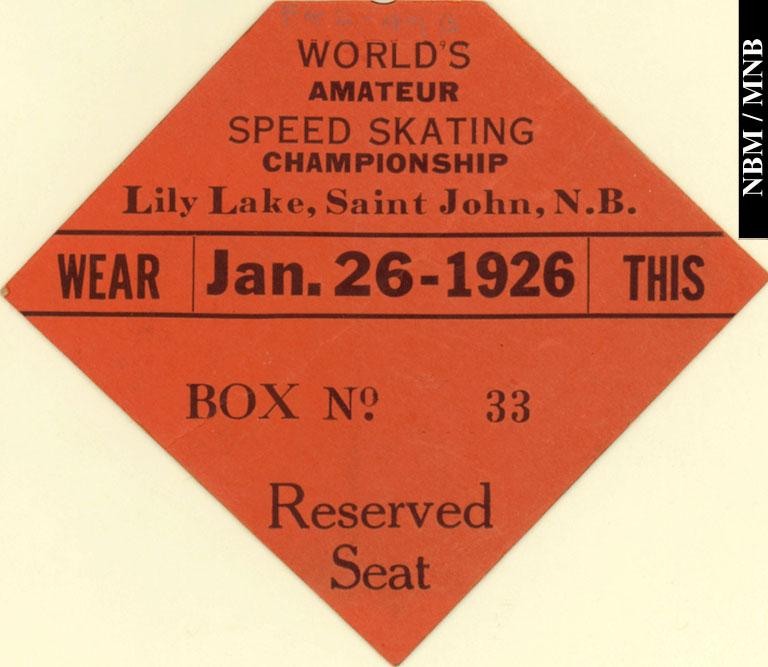 WORLD'S
AMATEUR
SPEED SKATING
CHAMPIONSHIP
Lily Lake, Saint John, N.B.
WEAR Jan. 26-1926 THIS
BOX Nº 33
Reserved
Seat
NBM / MNB